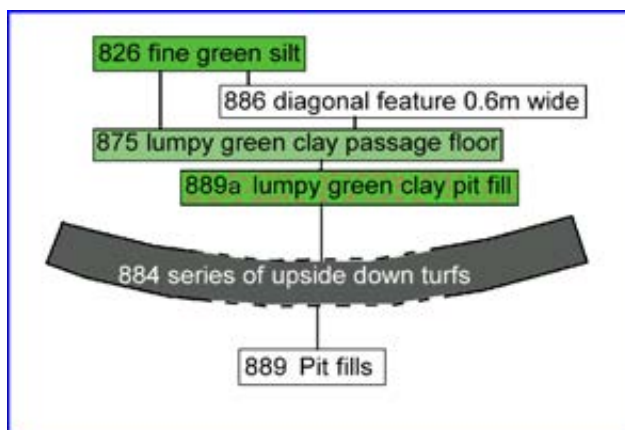 826 fine green silt
886 diagonal feature 0.6m wide
875 lumpy green clay passage floor
889a lumpy green clay pit fill
884 series of upside down turfs
889 Pit fills